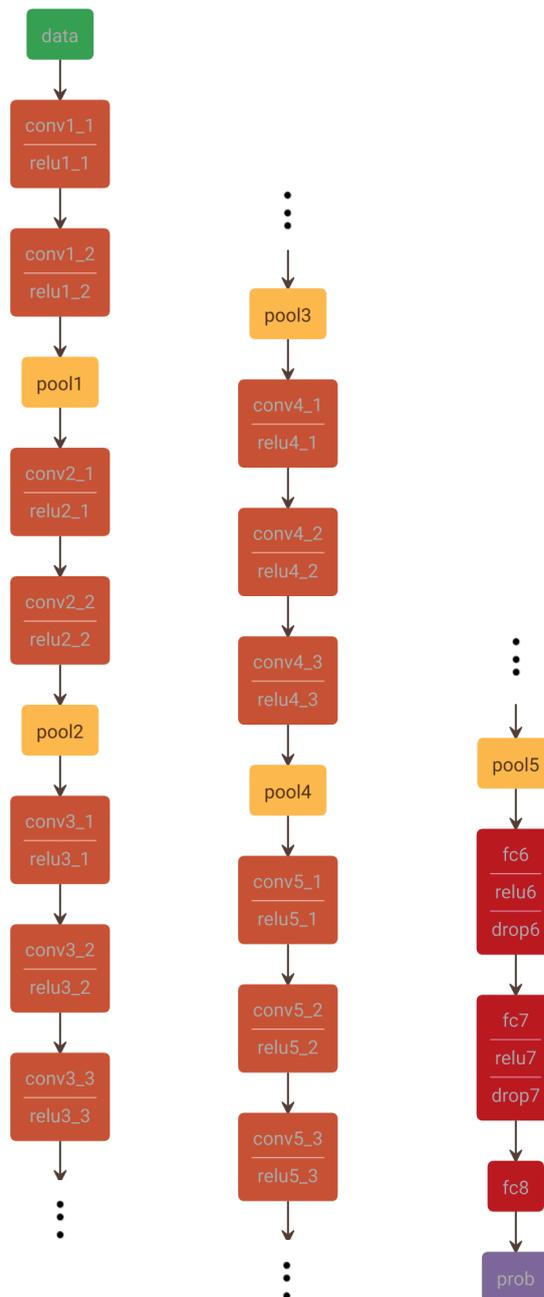 data
conv1_1
relu1_1
conv1_2
relu1_2
pool1
conv2_1
relu2_1
conv2_2
relu2_2
pool2
conv3_1
relu3_1
conv3_2
relu3_2
conv3_3
relu3_3
pool3
conv4_1
relu4_1
conv4_2
relu4_2
conv4_3
relu4_3
pool4
conv5_1
relu5_1
conv5_2
relu5_2
conv5_3
relu5_3
pool5
fc6
relu6
drop6
fc7
relu7
drop7
fc8
prob